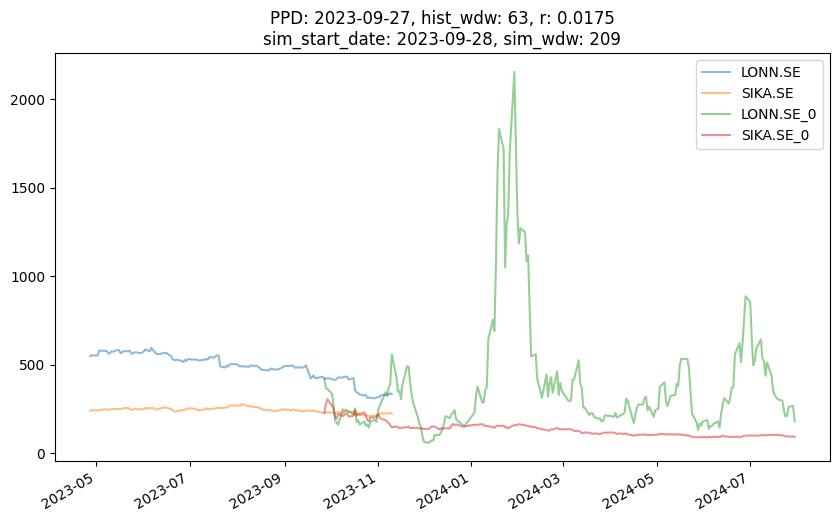 PPD: 2023-09-27, hist_wdw: 63, r: 0.0175
sim_start_date: 2023-09-28, sim_wdw: 209
LONN.SE
SIKA.SE
LONN.SE_0
SIKA.SE_0
2000
1500
1000
500
0
2023-05
2023-07
2023-09
2023-11
2024-01
2024-03
2024-05
2024-07